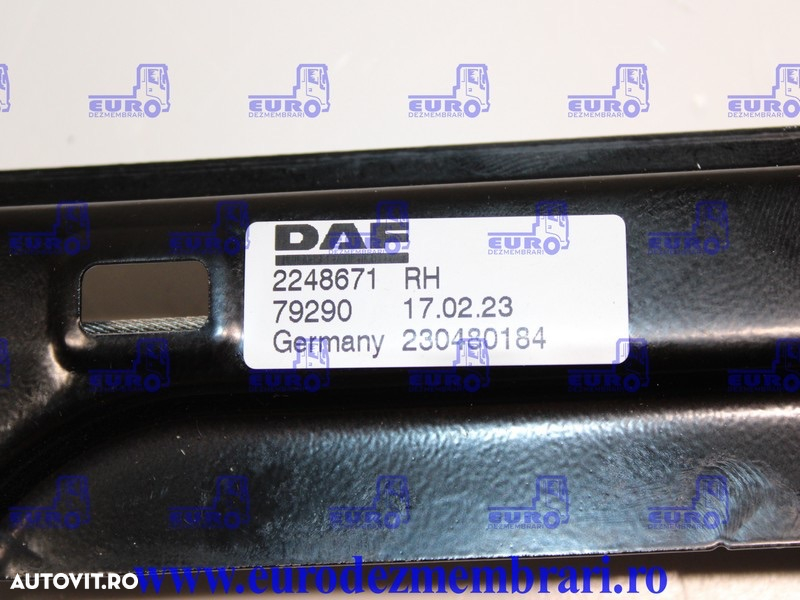 DAF
2248671 RH
79290 17.02.23
Germany 230480184
EURO
DEZMEMBRARI
AUTOVIT.RO
www.eurodezmembrari.ro